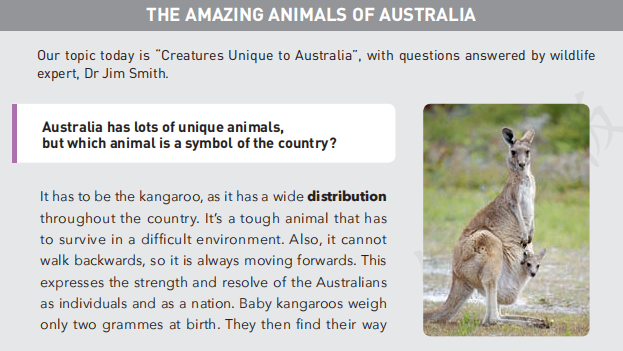 THE AMAZING ANIMALS OF AUSTRALIA
Our topic today is “Creatures Unique to Australia”, with questions answered by wildlife
expert, Dr Jim Smith.
Australia has lots of unique animals,
but which animal is a symbol of the country?
It has to be the kangaroo, as it has a wide distribution
throughout the country. It’s a tough animal that has
to survive in a difficult environment. Also, it cannot
walk backwards, so it is always moving forwards. This
expresses the strength and resolve of the Australians
as individuals and as a nation. Baby kangaroos weigh
only two grammes at birth. They then find their way